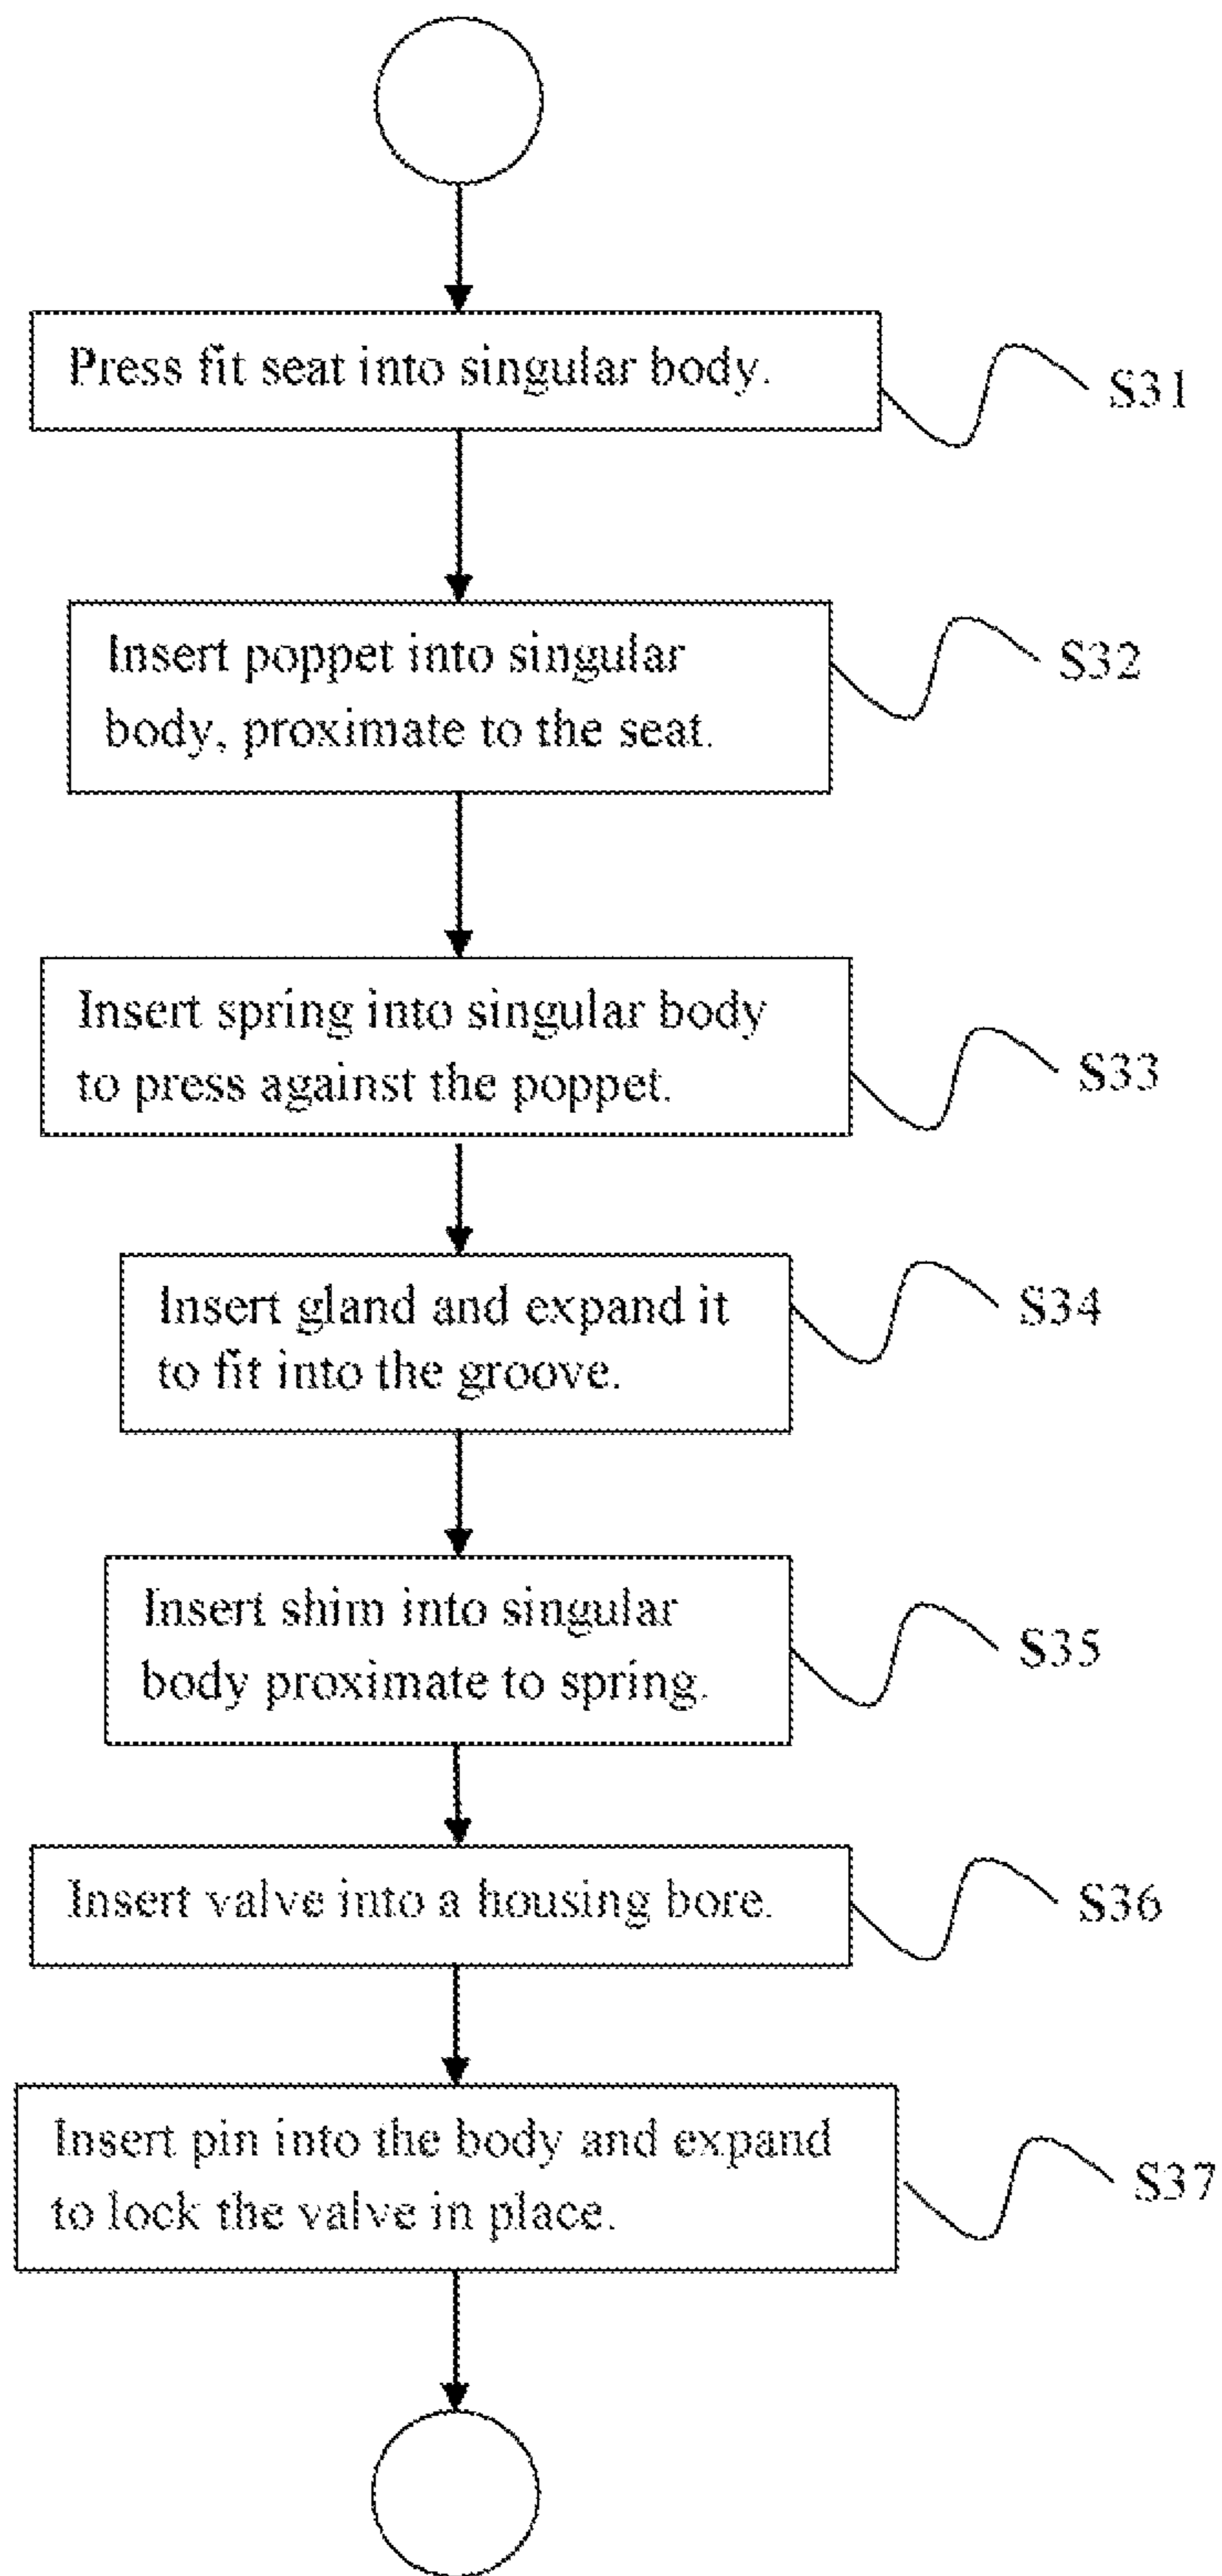 Press fit seat into singular body.
S31
Insert poppet into singular
body, proximate to the seat.
S32
Insert spring into singular body
to press against the poppet.
S33
Insert gland and expand it
to fit into the groove.
S34
Insert shim into singular
body proximate to spring.
S35
Insert valve into a housing bore.
S36
Insert pin into the body and expand
to lock the valve in place.
S37